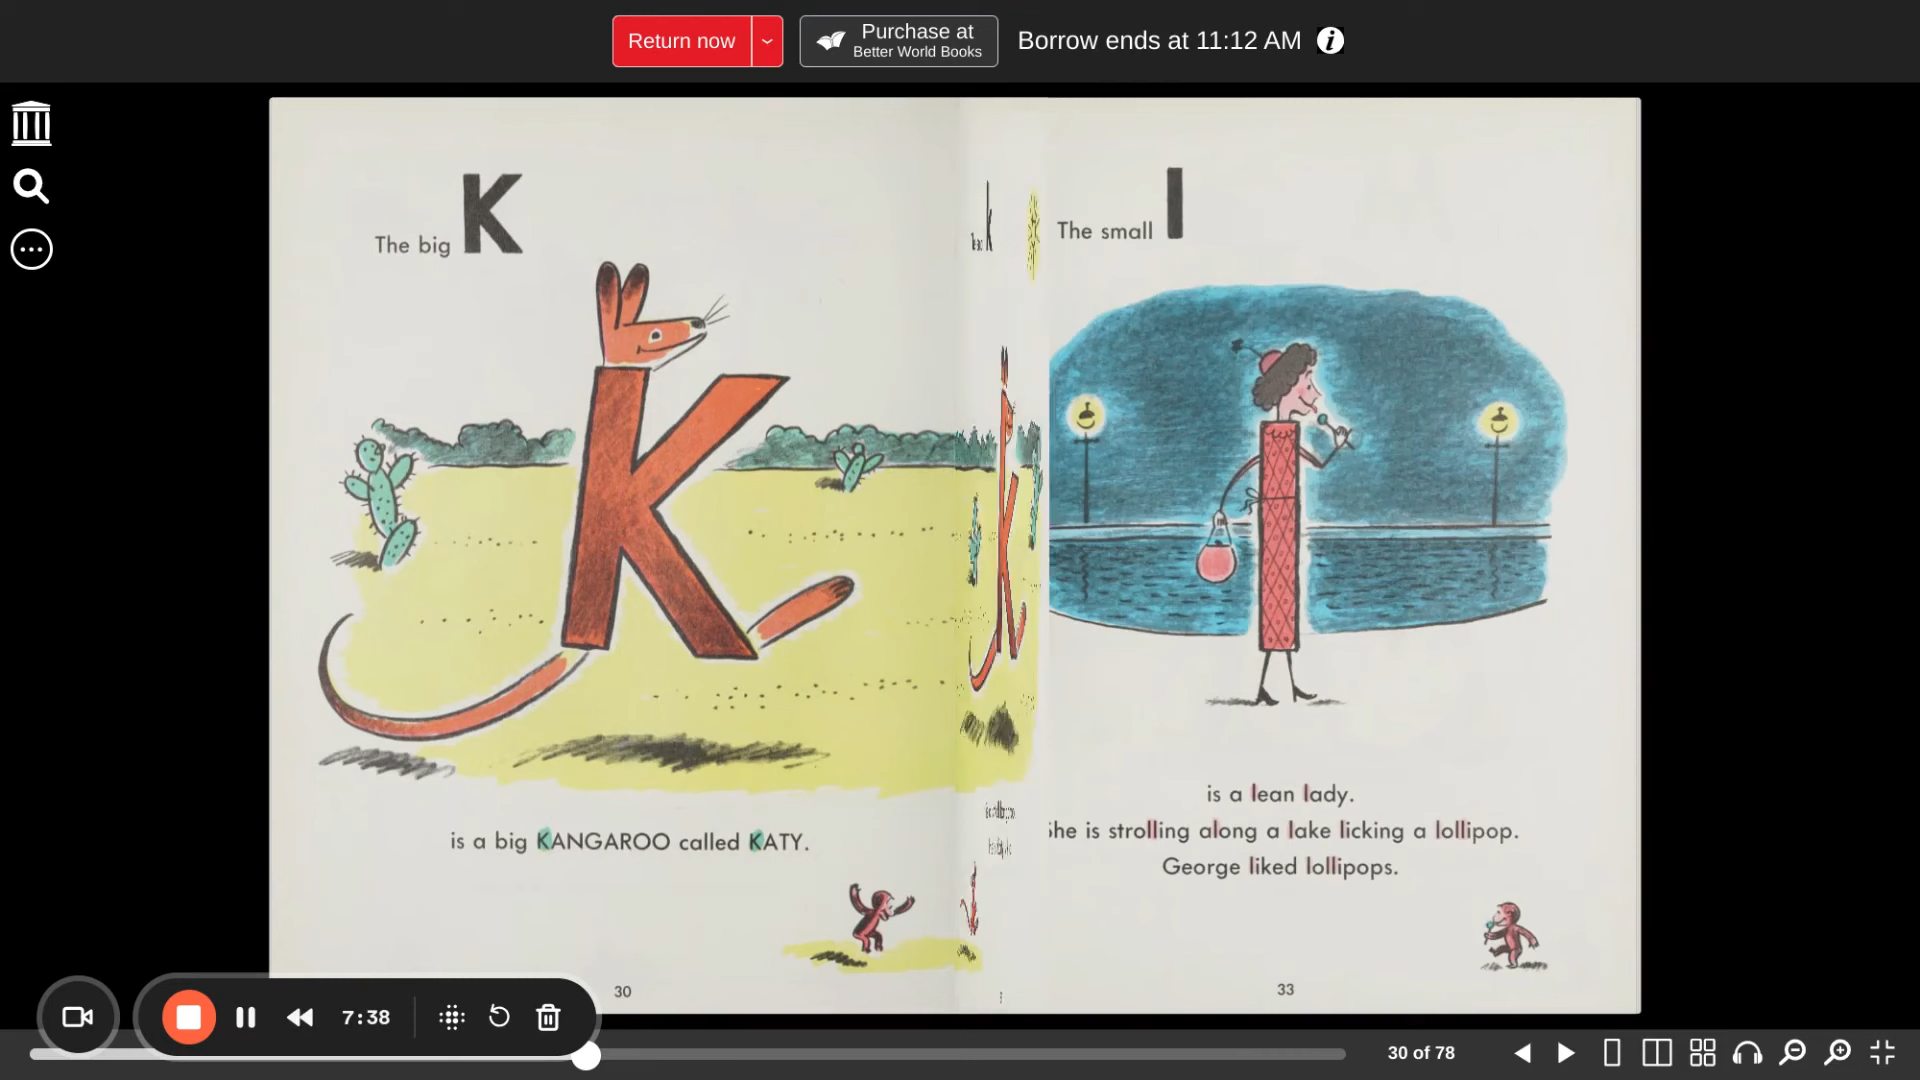 Return now
Purchase at
Better World Books
Borrow ends at 11:12 AM
The big K
is a big KANGAROO called KATY.
30
k
The small l
is a lean lady.
She is strolling along a lake licking a lollipop.
George liked lollipops.
33
7:38
30 of 78